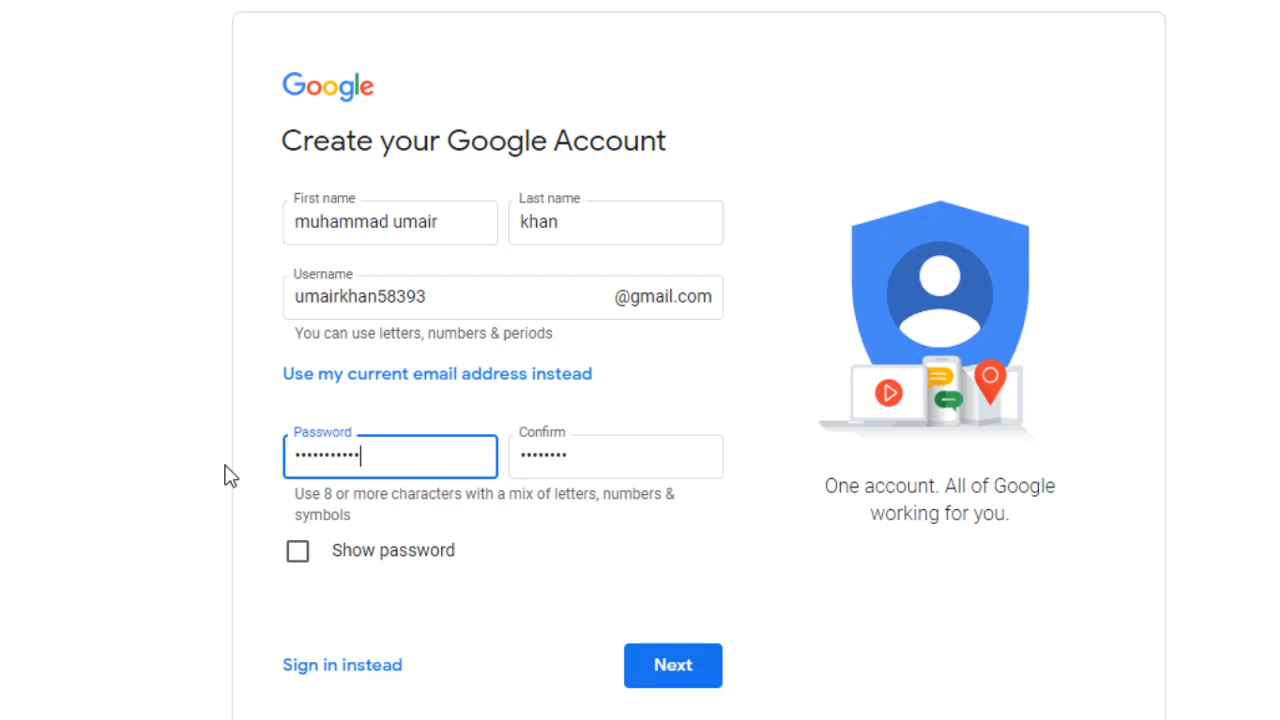 Google
Create your Google Account
First name
Last name
muhammad umair
khan
Username
umairkhan58393
@gmail.com
You can use letters, numbers & periods
Use my current email address instead
Password
Confirm
•••••••••••
••••••••
Use 8 or more characters with a mix of letters, numbers &
symbols
Show password
One account. All of Google
working for you.
Sign in instead
Next